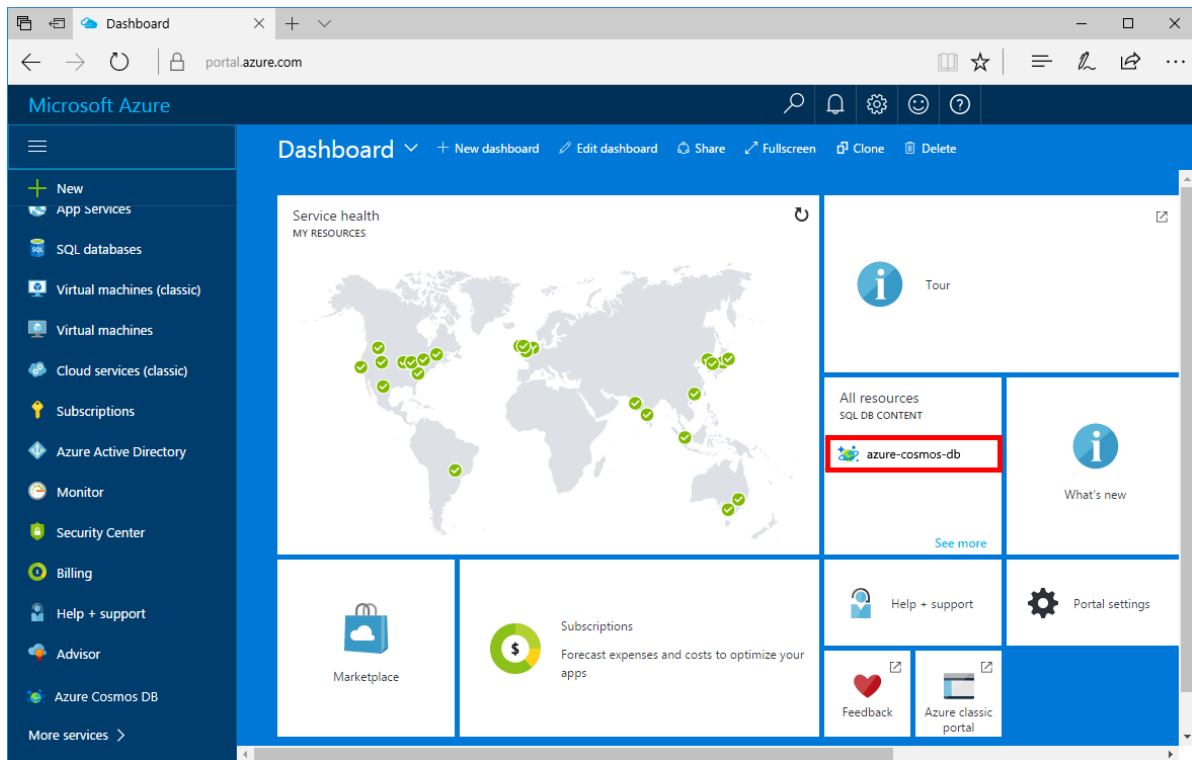 Dashboard
portal.azure.com
Microsoft Azure
Dashboard
New dashboard
Edit dashboard
Share
Fullscreen
Clone
Delete
New
App Services
SQL databases
Virtual machines (classic)
Virtual machines
Cloud services (classic)
Subscriptions
Azure Active Directory
Monitor
Security Center
Billing
Help + support
Advisor
Azure Cosmos DB
More services
Service health
MY RESOURCES
Tour
All resources
SQL DB CONTENT
azure-cosmos-db
See more
What's new
Marketplace
Subscriptions
Forecast expenses and costs to optimize your
apps
Help + support
Portal settings
Feedback
Azure classic
portal